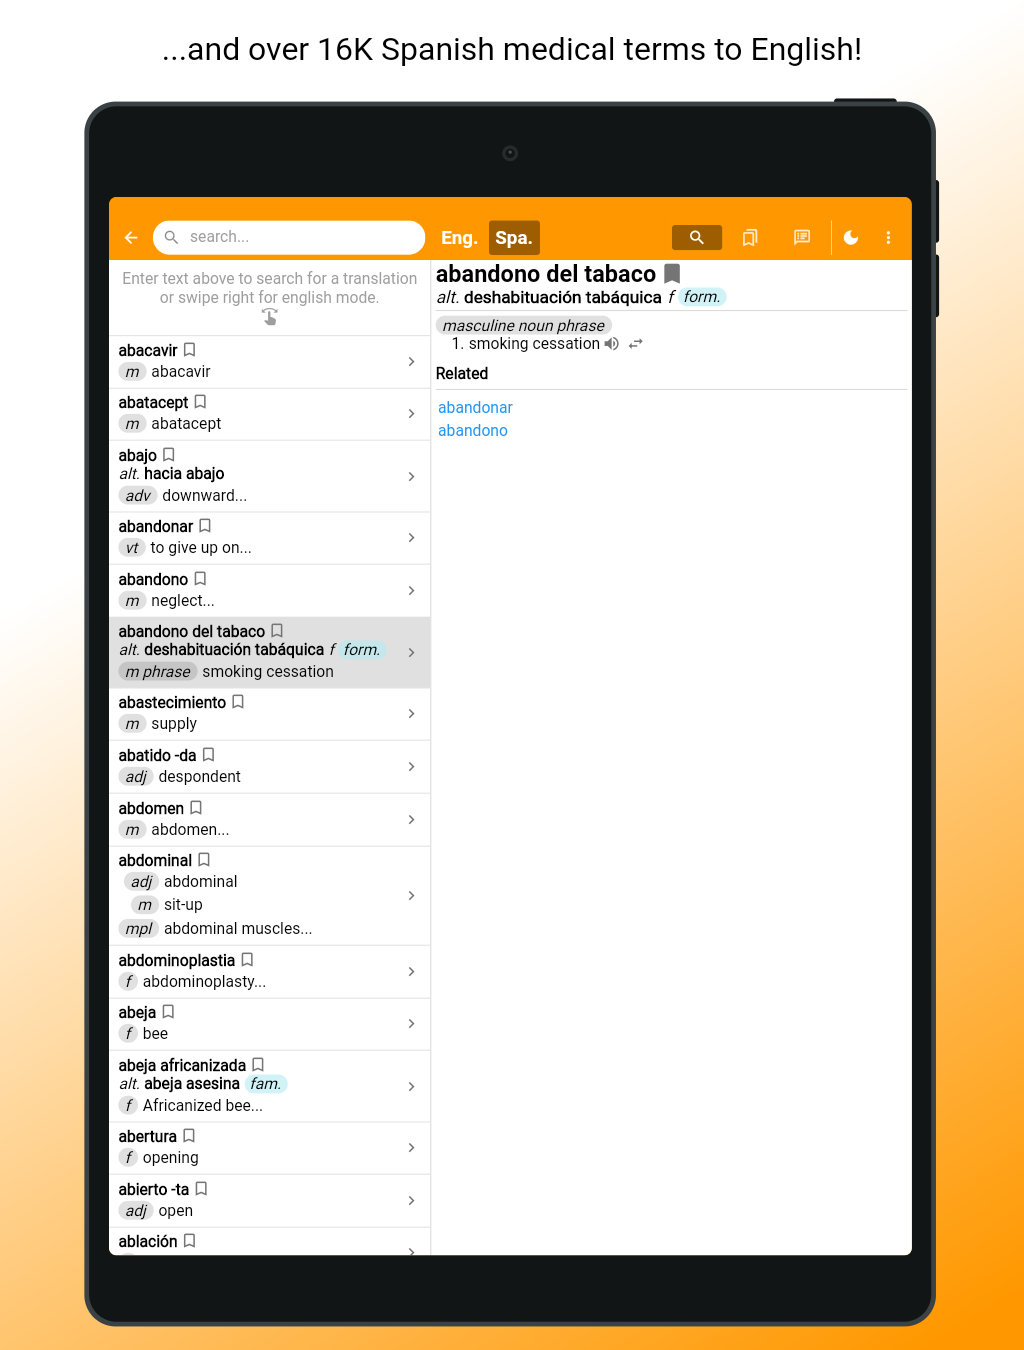 ...and over 16K Spanish medical terms to English!
search...
Eng.
Spa.
Enter text above to search for a translation
or swipe right for english mode.
abacavir
m abacavir
abatacept
m abatacept
abajo
alt. hacia abajo
adv downward...
abandonar
vt to give up on...
abandono
m neglect...
abandono del tabaco
alt. deshabituación tabáquica f form.
m phrase smoking cessation
abastecimiento
m supply
abatido -da
adj despondent
abdomen
m abdomen...
abdominal
adj abdominal
m sit-up
mpl abdominal muscles...
abdominoplastia
f abdominoplasty...
abeja
f bee
abeja africanizada
alt. abeja asesina fam.
f Africanized bee...
abertura
f opening
abierto -ta
adj open
ablación
abandono del tabaco
alt. deshabituación tabáquica f form.
masculine noun phrase
1. smoking cessation
Related
abandonar
abandono